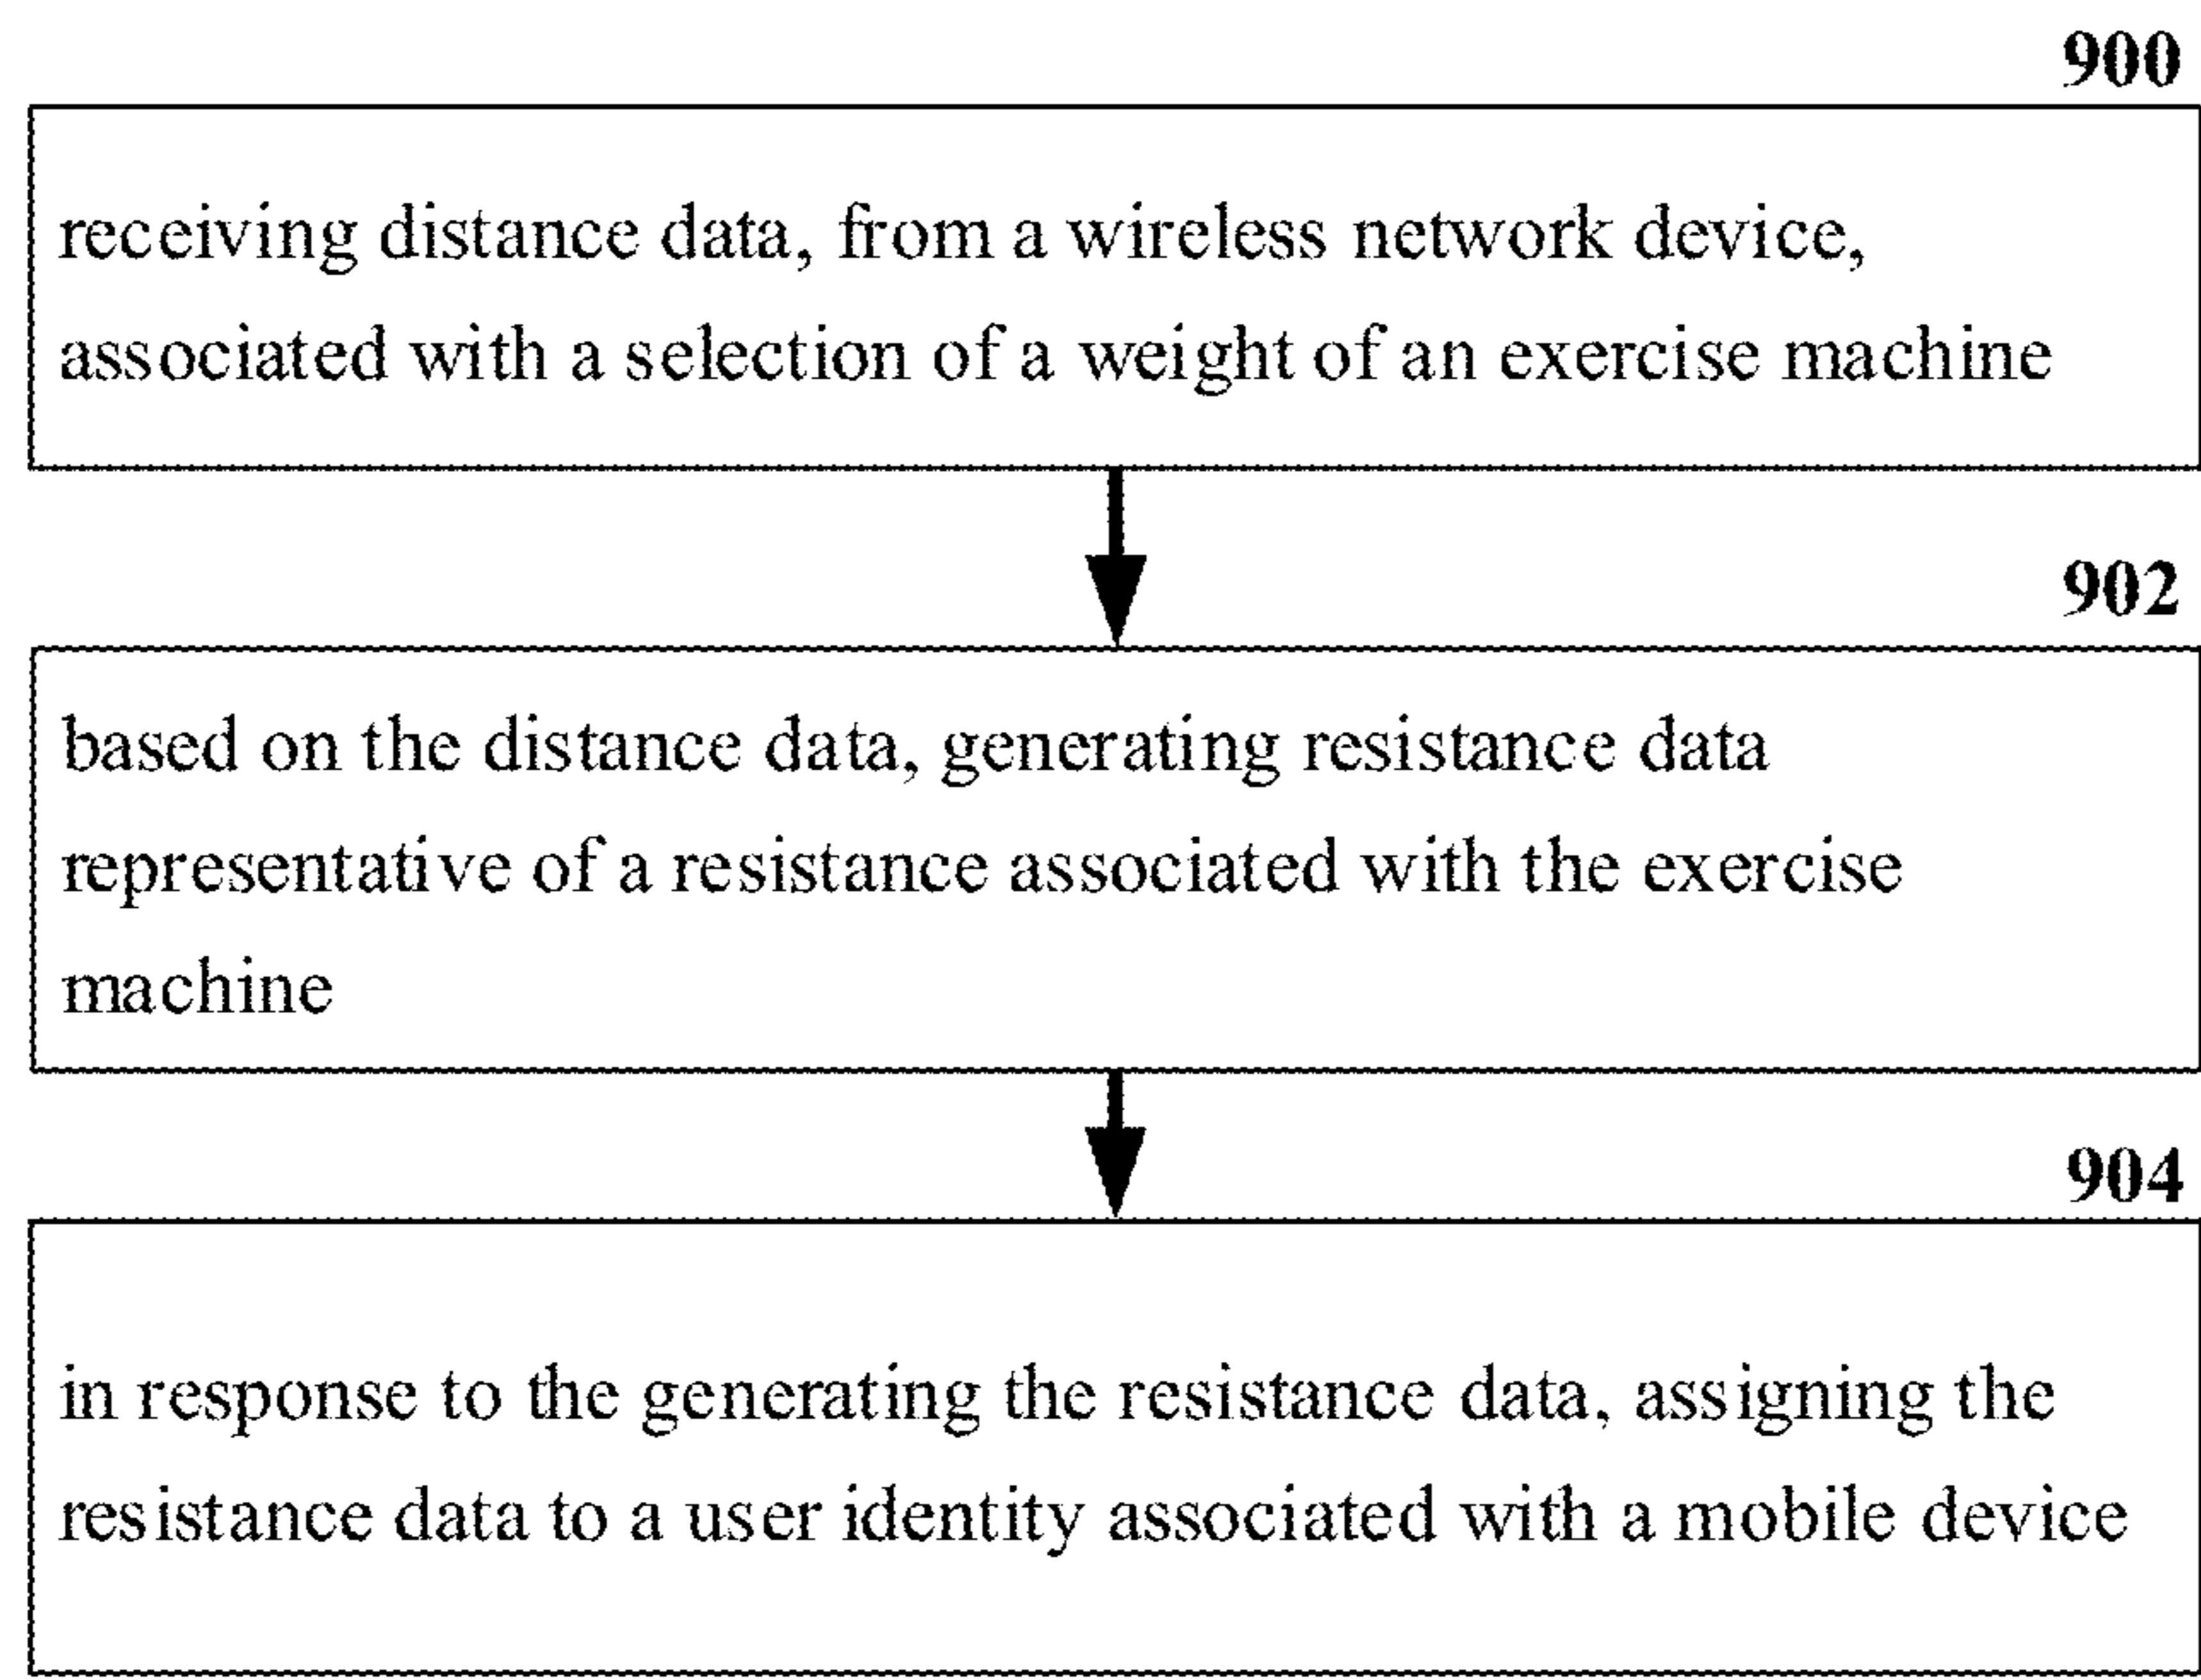 900
receiving distance data, from a wireless network device,
associated with a selection of a weight of an exercise machine
902
based on the distance data, generating resistance data
representative of a resistance associated with the exercise
machine
904
in response to the generating the resistance data, assigning the
resistance data to a user identity associated with a mobile device